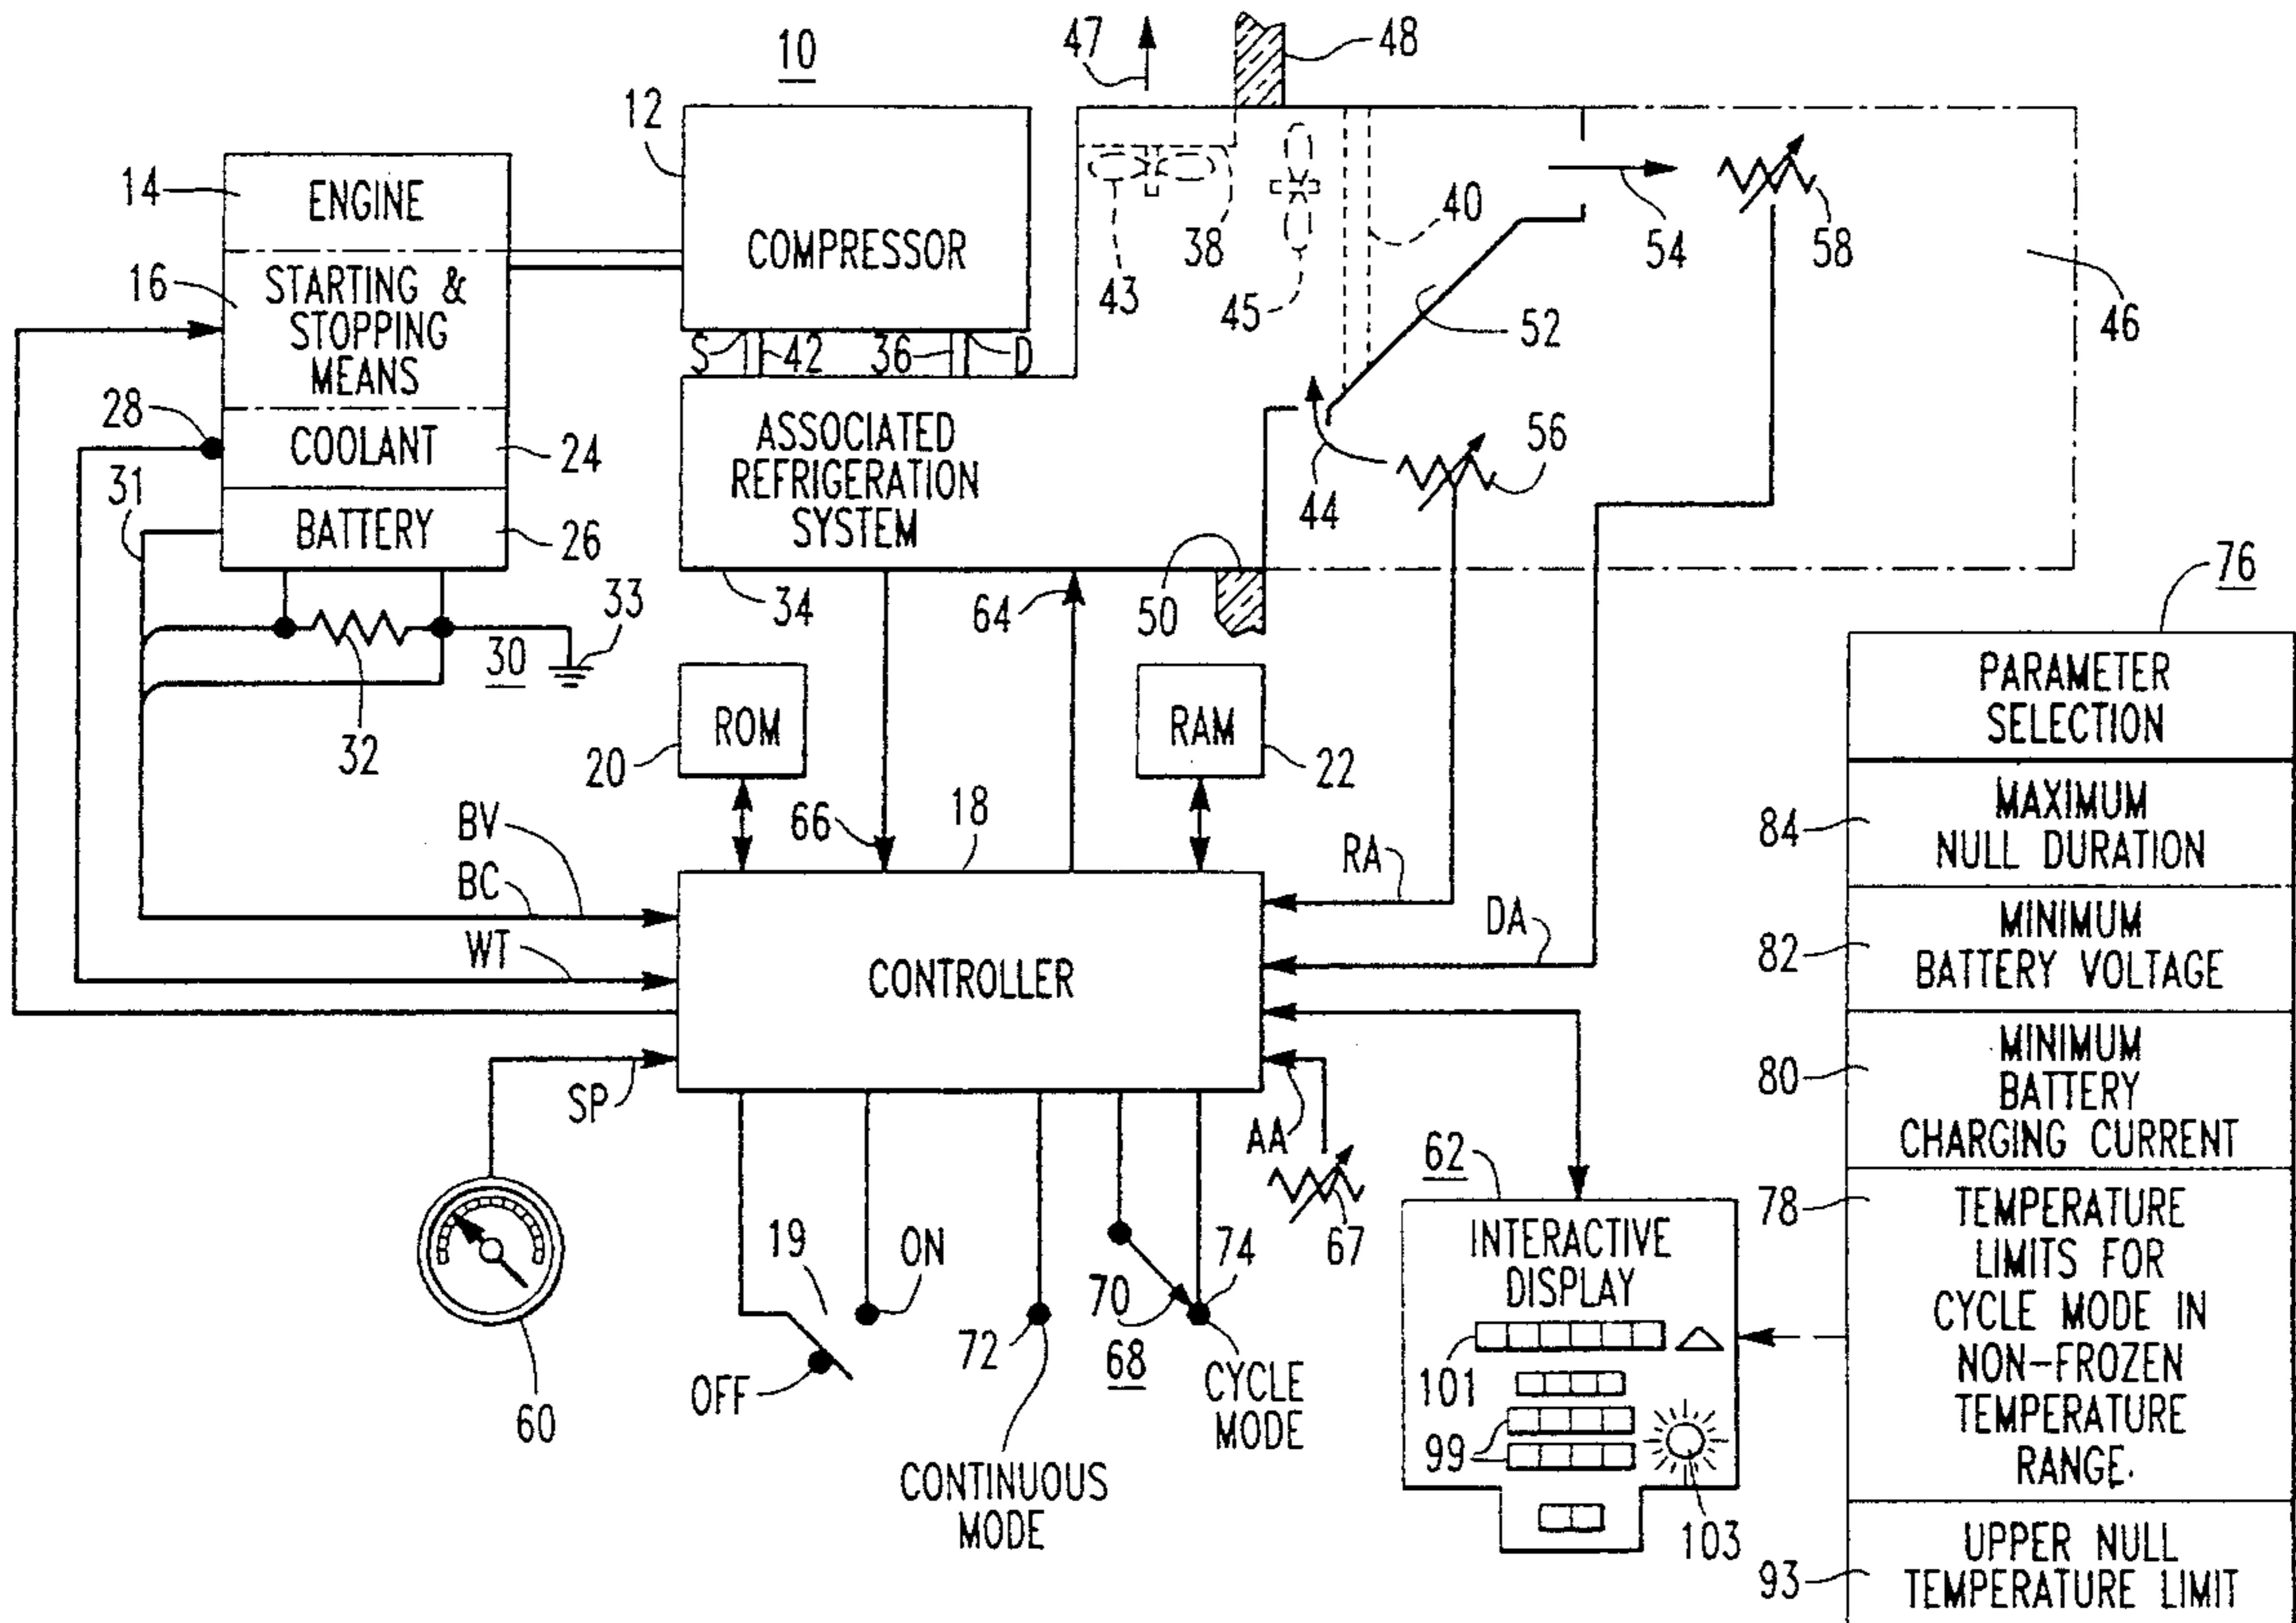 10
47
48
12
14
ENGINE
COMPRESSOR
16
STARTING &
STOPPING
MEANS
43
38
45
40
54
58
52
46
S
42
36
D
28
COOLANT
24
31
BATTERY
26
ASSOCIATED
REFRIGERATION
SYSTEM
44
56
34
64
50
33
30
32
ROM
20
RAM
22
66
18
BV
BC
WT
RA
DA
CONTROLLER
SP
AA
67
60
19
ON
OFF
72
CONTINUOUS
MODE
70
68
74
CYCLE
MODE
62
INTERACTIVE
DISPLAY
101
99
103
76
PARAMETER
SELECTION
84
MAXIMUM
NULL DURATION
82
MINIMUM
BATTERY VOLTAGE
80
MINIMUM
BATTERY
CHARGING CURRENT
78
TEMPERATURE
LIMITS FOR
CYCLE MODE IN
NON-FROZEN
TEMPERATURE
RANGE.
93
UPPER NULL
TEMPERATURE LIMIT